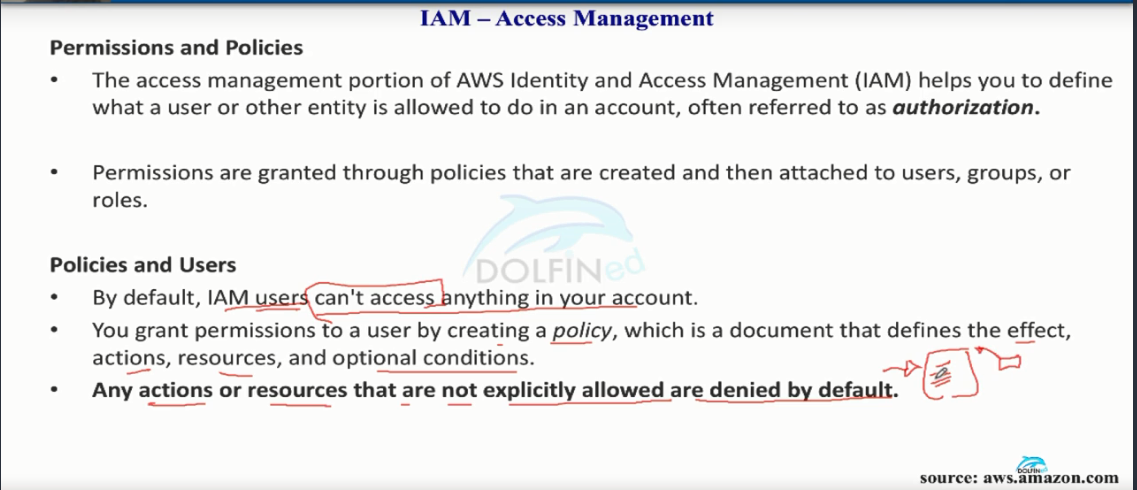 IAM – Access Management
Permissions and Policies
• The access management portion of AWS Identity and Access Management (IAM) helps you to define
what a user or other entity is allowed to do in an account, often referred to as authorization.
• Permissions are granted through policies that are created and then attached to users, groups, or
roles.
DOLFINed
Policies and Users
• By default, IAM users can't access anything in your account.
• You grant permissions to a user by creating a policy, which is a document that defines the effect,
actions, resources, and optional conditions.
• Any actions or resources that are not explicitly allowed are denied by default.
DOLFINed
source: aws.amazon.com